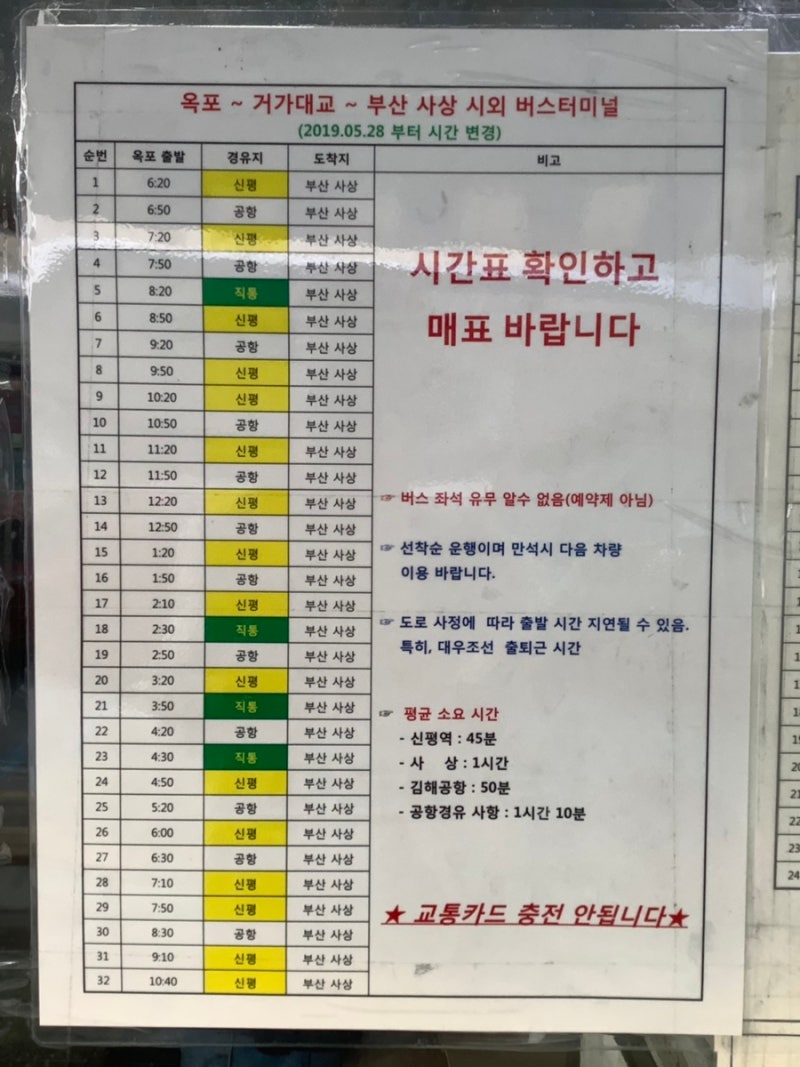 옥포 ~ 거가대교 ~ 부산 사상 시외 버스터미널
(2019.05.28 부터 시간 변경)
순번 옥포 출발 경유지 도착지 비고
1 6:20 신평 부산 사상
2 6:50 공항 부산 사상
3 7:20 신평 부산 사상
4 7:50 공항 부산 사상
5 8:20 직통 부산 사상
6 8:50 신평 부산 사상
7 9:20 공항 부산 사상
8 9:50 신평 부산 사상
9 10:20 신평 부산 사상
10 10:50 공항 부산 사상
11 11:20 신평 부산 사상
12 11:50 공항 부산 사상
13 12:20 신평 부산 사상
14 12:50 공항 부산 사상
15 1:20 신평 부산 사상
16 1:50 공항 부산 사상
17 2:10 신평 부산 사상
18 2:30 직통 부산 사상
19 2:50 공항 부산 사상
20 3:20 신평 부산 사상
21 3:50 직통 부산 사상
22 4:20 공항 부산 사상
23 4:30 직통 부산 사상
24 4:50 신평 부산 사상
25 5:20 공항 부산 사상
26 6:00 신평 부산 사상
27 6:30 공항 부산 사상
28 7:10 신평 부산 사상
29 7:50 신평 부산 사상
30 8:30 공항 부산 사상
31 9:10 신평 부산 사상
32 10:40 신평 부산 사상
시간표 확인하고
매표 바랍니다
☞ 버스 좌석 유무 알수 없음(예약제 아님)
☞ 선착순 운행이며 만석시 다음 차량
이용 바랍니다.
☞ 도로 사정에 따라 출발 시간 지연될 수 있음.
특히, 대우조선 출퇴근 시간
☞ 평균 소요 시간
- 신평역 : 45분
- 사 상 : 1시간
- 김해공항 : 50분
- 공항경유 사항 : 1시간 10분
★ 교통카드 충전 안됩니다★
20
21
22
23
24